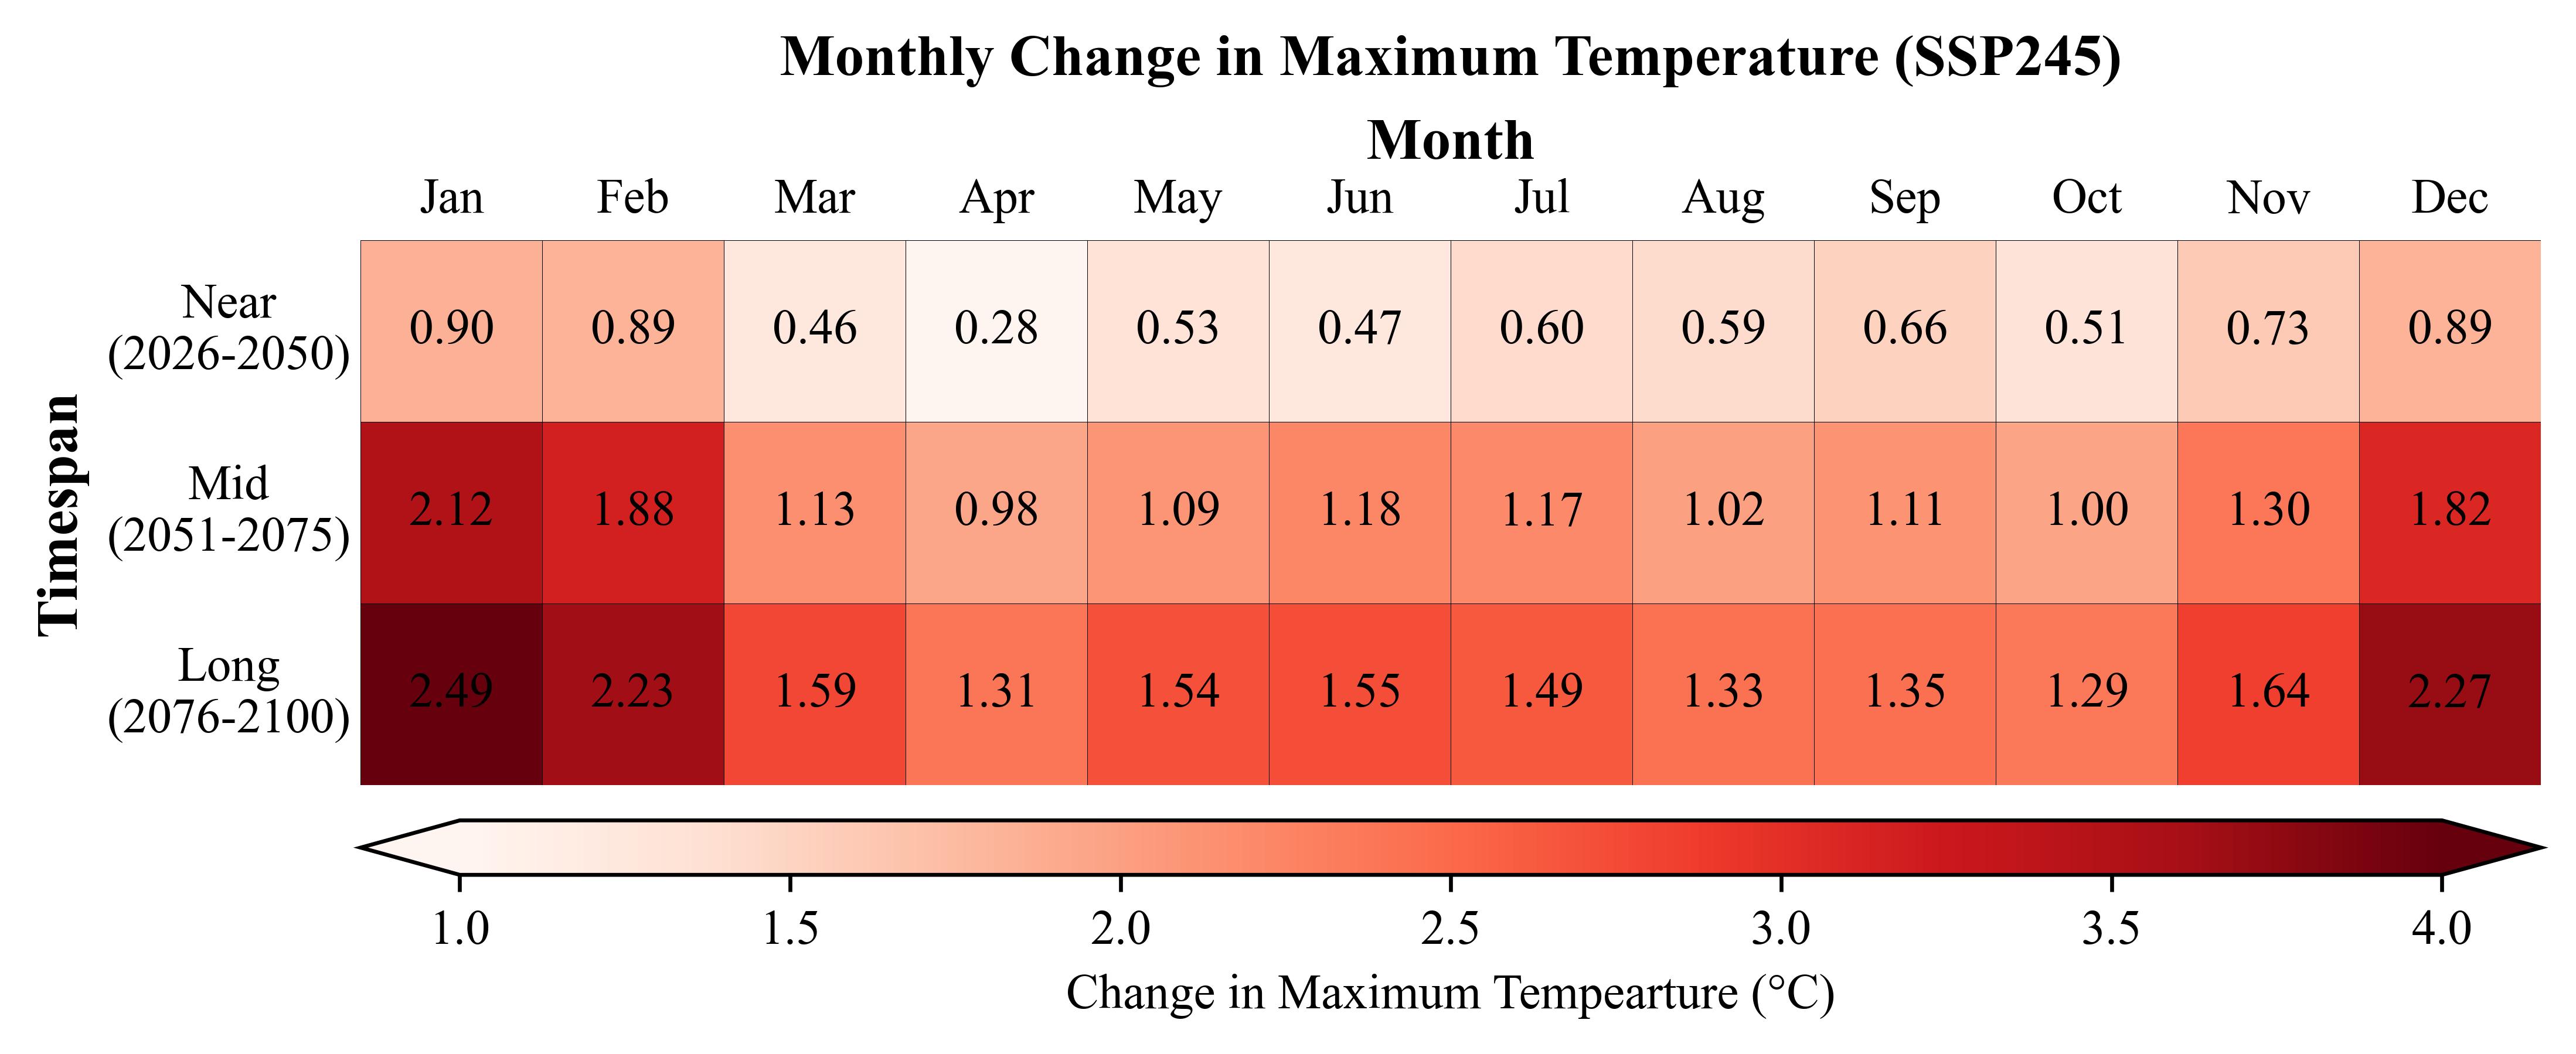 Monthly Change in Maximum Temperature (SSP245)
Month
Jan Feb Mar Apr May Jun Jul Aug Sep Oct Nov Dec
Timespan
Near
(2026-2050)
0.90 0.89 0.46 0.28 0.53 0.47 0.60 0.59 0.66 0.51 0.73 0.89
Mid
(2051-2075)
2.12 1.88 1.13 0.98 1.09 1.18 1.17 1.02 1.11 1.00 1.30 1.82
Long
(2076-2100)
2.49 2.23 1.59 1.31 1.54 1.55 1.49 1.33 1.35 1.29 1.64 2.27
1.0 1.5 2.0 2.5 3.0 3.5 4.0
Change in Maximum Tempearture (°C)